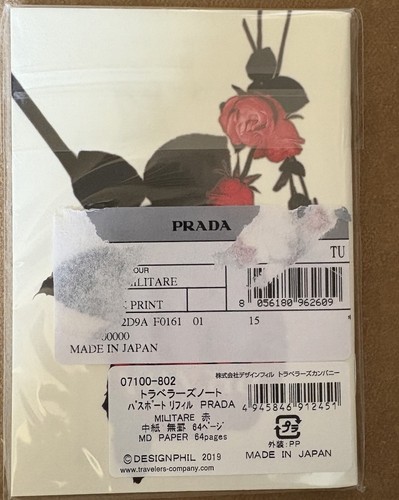 PRADA
TU
OUR
MILITARE
PRINT
8 056180 962609
2D9A F0161 01 15
00000
MADE IN JAPAN
株式会社デザインフィル トラベラーズカンパニー
07100-802
トラベラーズノート
パスポート リフィル PRADA
4 945846 912451
MILITARE 赤
中紙 無罫 64ページ
MD PAPER 64pages
プラ
外装:PP
©DESIGNPHIL 2019
MADE IN JAPAN
www.travelers-company.com